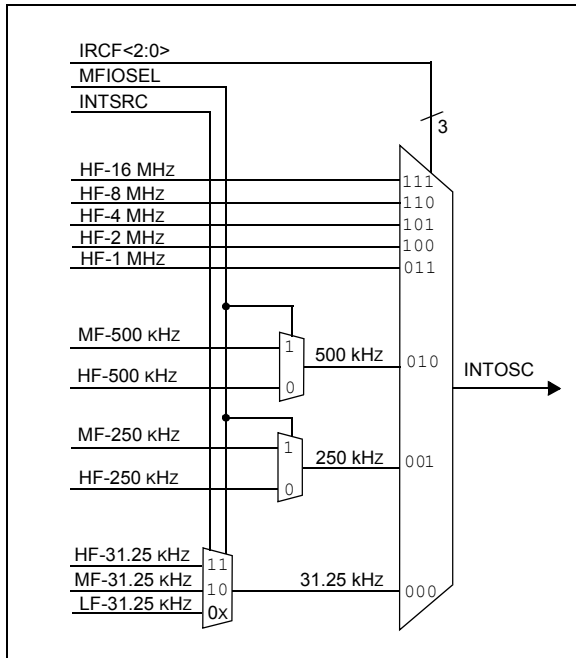 IRCF<2:0>
MFIOSEL
INTSRC
3
HF-16 MHZ
111
HF-8 MHZ
110
HF-4 MHZ
101
HF-2 MHZ
100
HF-1 MHZ
011
MF-500 KHZ
1
500 kHz
010
INTOSC
HF-500 KHZ
0
MF-250 KHZ
1
250 kHz
001
HF-250 KHZ
0
HF-31.25 KHZ
11
MF-31.25 KHZ
10
31.25 kHz
000
LF-31.25 KHZ
0x